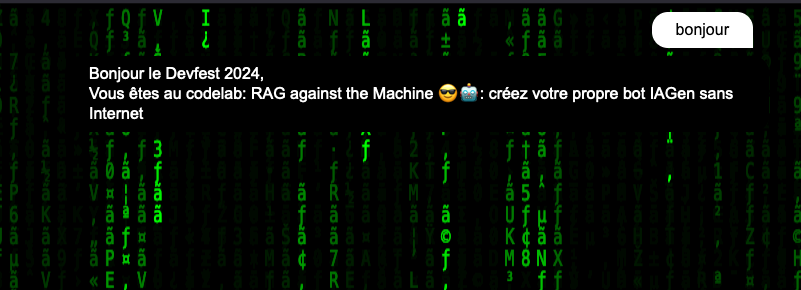 bonjour
Bonjour le Devfest 2024,
Vous êtes au codelab: RAG against the Machine 😎🤖: créez votre propre bot IAGen sans
Internet